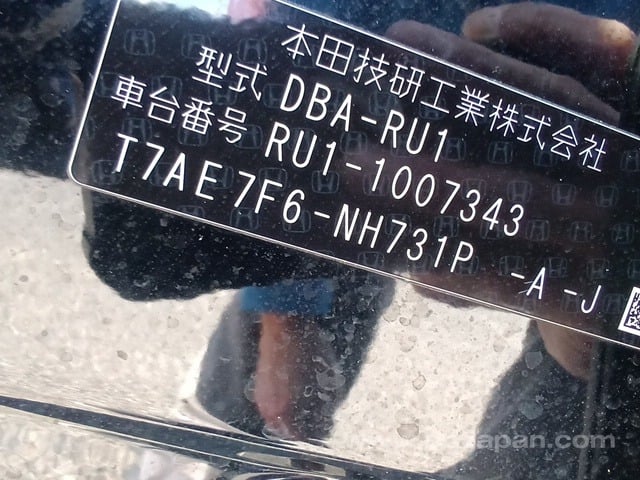 本田技研工業株式会社
型式 DBA-RU1
車台番号 RU1-1007343
T7AE7F6-NH731P -A -J